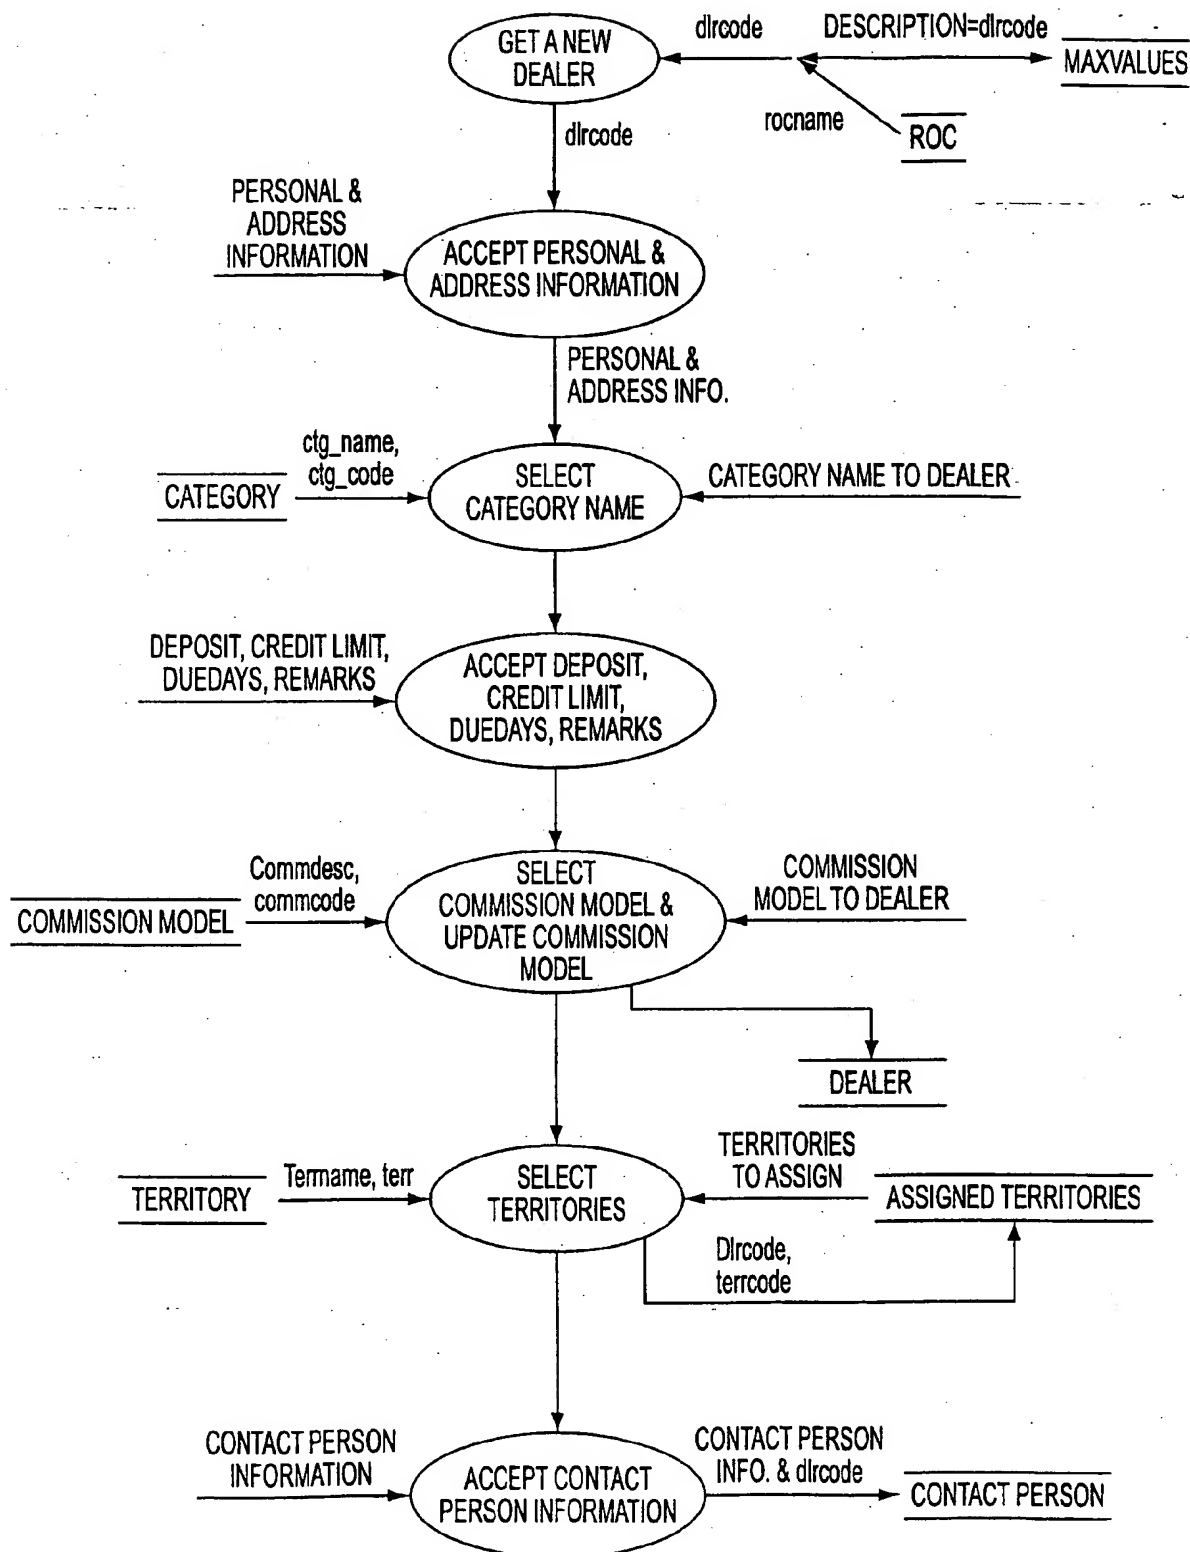 GET A NEW
DEALER
dlrcode
DESCRIPTION=dlrcode
MAXVALUES
rocname
ROC
dlrcode
PERSONAL &
ADDRESS
INFORMATION
ACCEPT PERSONAL &
ADDRESS INFORMATION
PERSONAL &
ADDRESS INFO.
ctg_name,
ctg_code
CATEGORY
SELECT
CATEGORY NAME
CATEGORY NAME TO DEALER
DEPOSIT, CREDIT LIMIT,
DUEDAYS, REMARKS
ACCEPT DEPOSIT,
CREDIT LIMIT,
DUEDAYS, REMARKS
Commdesc,
commcode
COMMISSION MODEL
SELECT
COMMISSION MODEL &
UPDATE COMMISSION
MODEL
COMMISSION
MODEL TO DEALER
DEALER
Terrname, terr
TERRITORY
SELECT
TERRITORIES
TERRITORIES
TO ASSIGN
ASSIGNED TERRITORIES
Dlrcode,
terrcode
CONTACT PERSON
INFORMATION
ACCEPT CONTACT
PERSON INFORMATION
CONTACT PERSON
INFO. & dlrcode
CONTACT PERSON